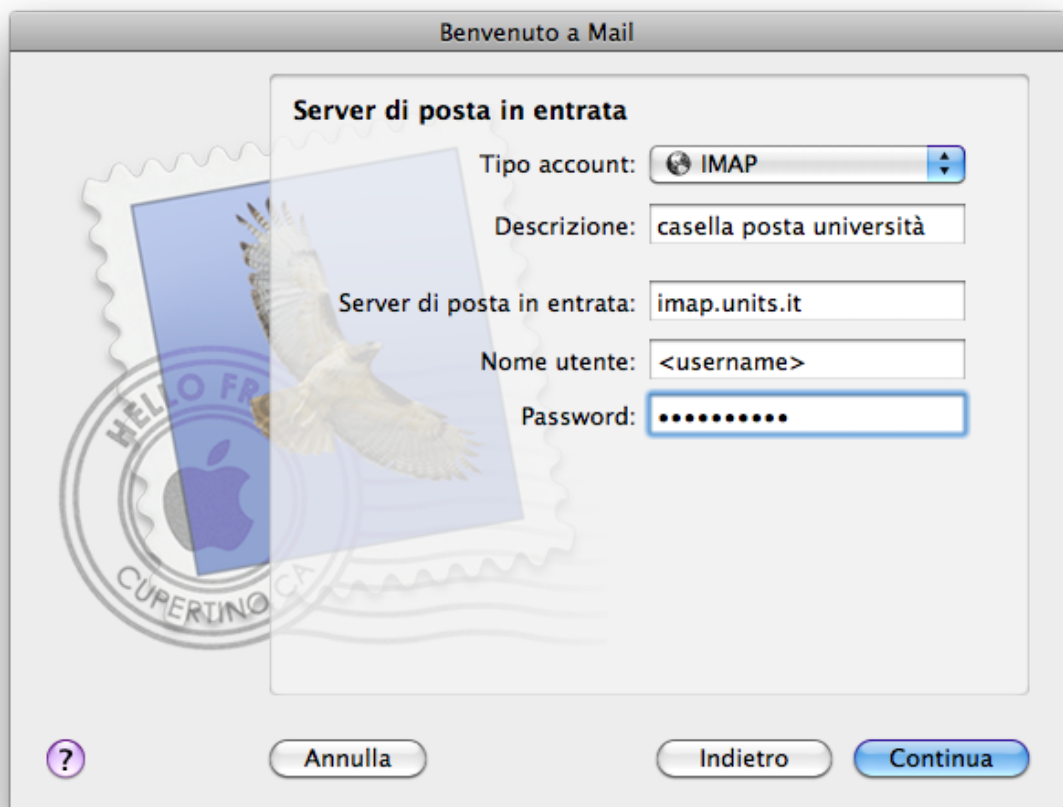 Benvenuto a Mail
Server di posta in entrata
Tipo account: IMAP
Descrizione: casella posta università
Server di posta in entrata: imap.units.it
Nome utente: <username>
Password: ••••••••••
HELLO FR
CUPERTINO CA
? Annulla Indietro Continua